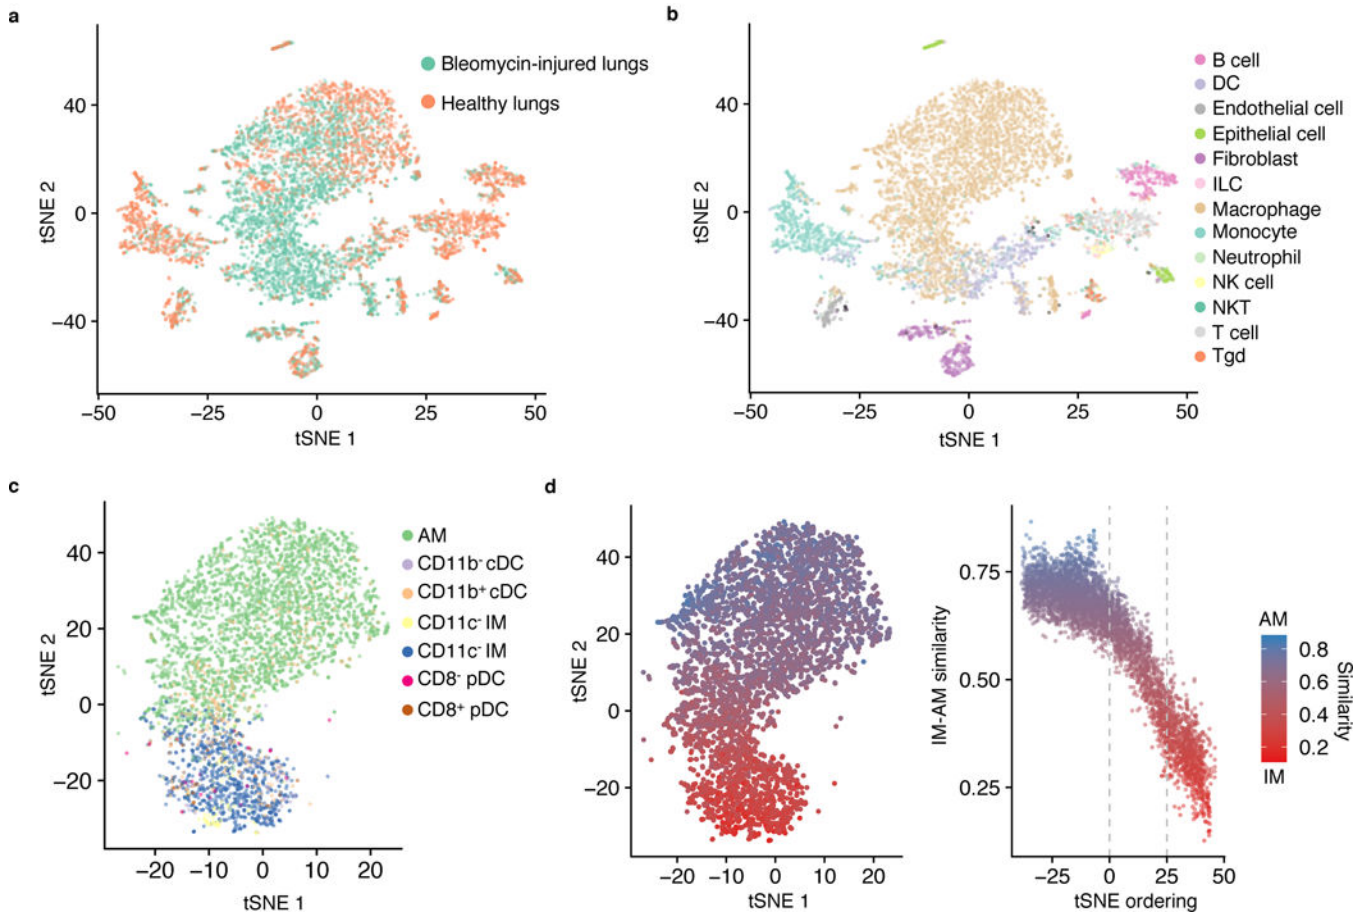 a
Bleomycin-injured lungs
Healthy lungs
40
0
−40
tSNE 2
−50
−25
0
25
50
tSNE 1
b
B cell
DC
Endothelial cell
Epithelial cell
Fibroblast
ILC
Macrophage
Monocyte
Neutrophil
NK cell
NKT
T cell
Tgd
40
0
−40
tSNE 2
−50
−25
0
25
50
tSNE 1
c
AM
CD11b⁻ cDC
CD11b⁺ cDC
CD11c⁻ IM
CD11c⁻ IM
CD8⁻ pDC
CD8⁺ pDC
40
20
0
−20
tSNE 2
−20
−10
0
10
20
tSNE 1
d
40
20
0
−20
tSNE 2
−20
−10
0
10
20
tSNE 1
0.75
0.50
0.25
IM-AM similarity
−25
0
25
50
tSNE ordering
AM
0.8
0.6
0.4
0.2
IM
Similarity